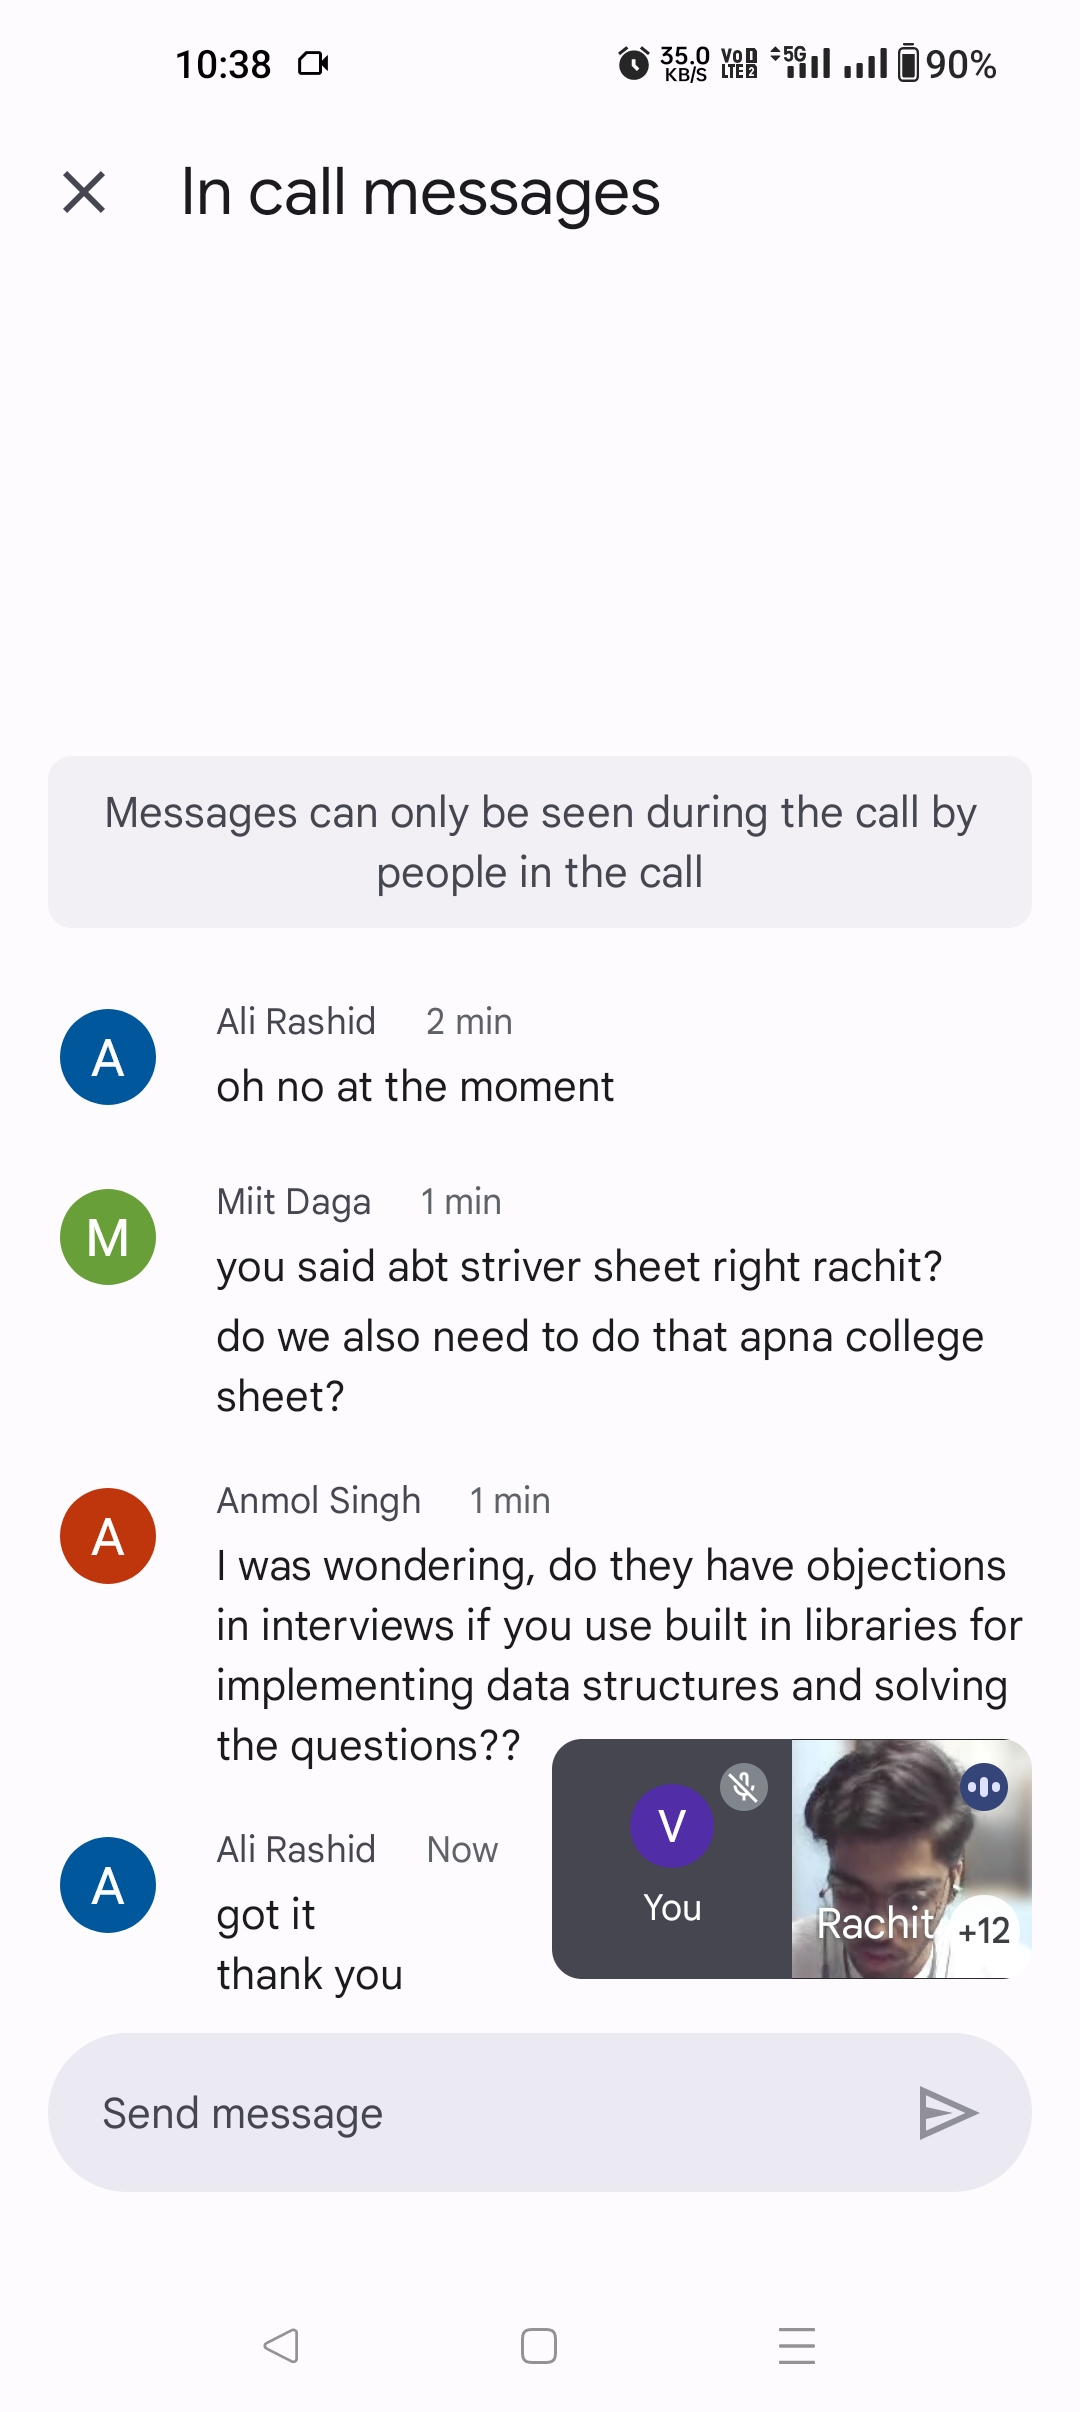 10:38
35.0 KB/S
VoD LTE2
5G
90%
In call messages
Messages can only be seen during the call by
people in the call
A
Ali Rashid 2 min
oh no at the moment
M
Miit Daga 1 min
you said abt striver sheet right rachit?
do we also need to do that apna college
sheet?
A
Anmol Singh 1 min
I was wondering, do they have objections
in interviews if you use built in libraries for
implementing data structures and solving
the questions??
A
Ali Rashid Now
got it
thank you
V
You
Rachit
+12
Send message